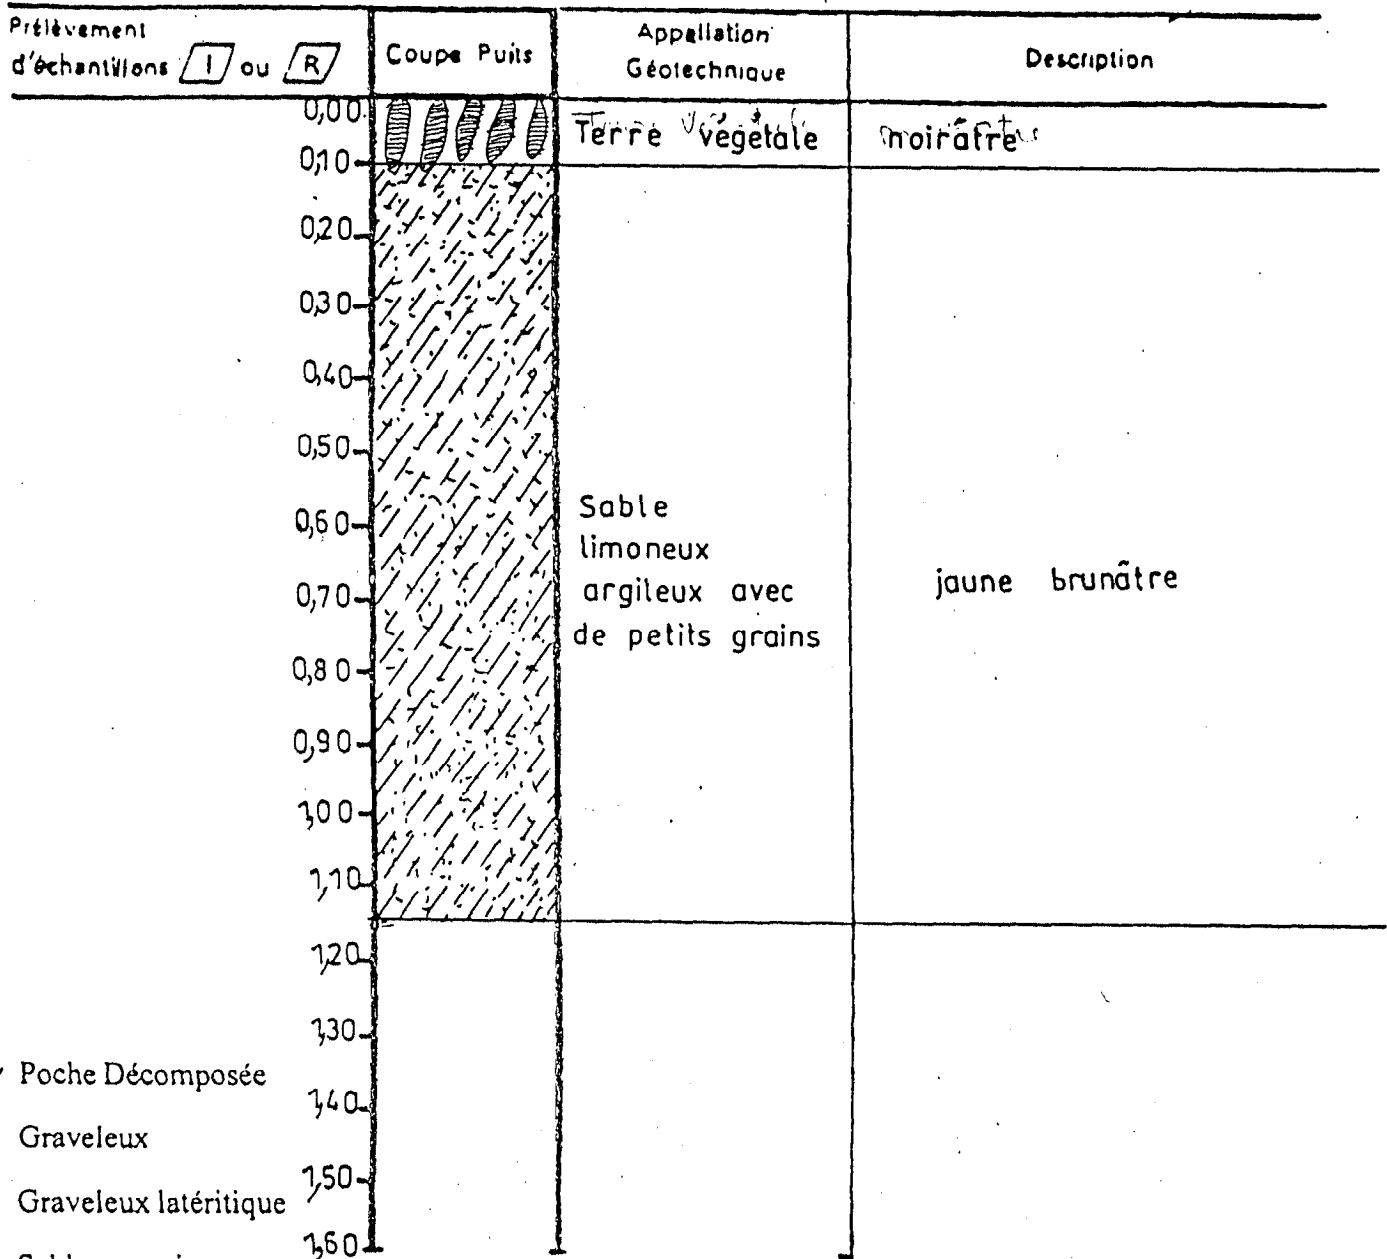 Prélèvement
d'échantillons I ou R
Coupe Puits
Appellation
Géotechnique
Description
0,00
Terre végétale
noirâtre
0,10
0,20
0,30
0,40
0,50
0,60
0,70
0,80
0,90
1,00
1,10
Sable
limoneux
argileux avec
de petits grains
jaune brunâtre
1,20
1,30
1,40
1,50
1,60
Poche Décomposée
Graveleux
Graveleux latéritique